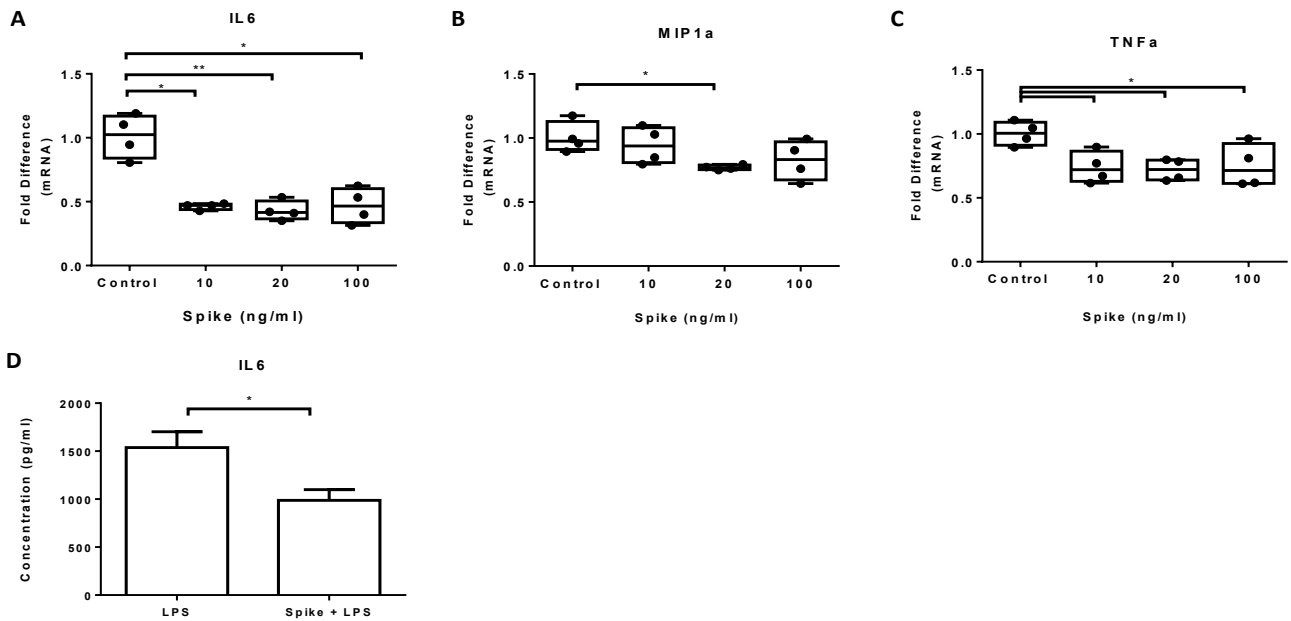 A
IL6
*
**
*
Fold Difference
(mRNA)
1.5
1.0
0.5
0.0
Control 10 20 100
Spike (ng/ml)
B
MIP1a
*
Fold Difference
(mRNA)
1.5
1.0
0.5
0.0
Control 10 20 100
Spike (ng/ml)
C
TNFa
*
Fold Difference
(mRNA)
1.5
1.0
0.5
0.0
Control 10 20 100
Spike (ng/ml)
D
IL6
*
Concentration (pg/ml)
2000
1500
1000
500
0
LPS Spike + LPS